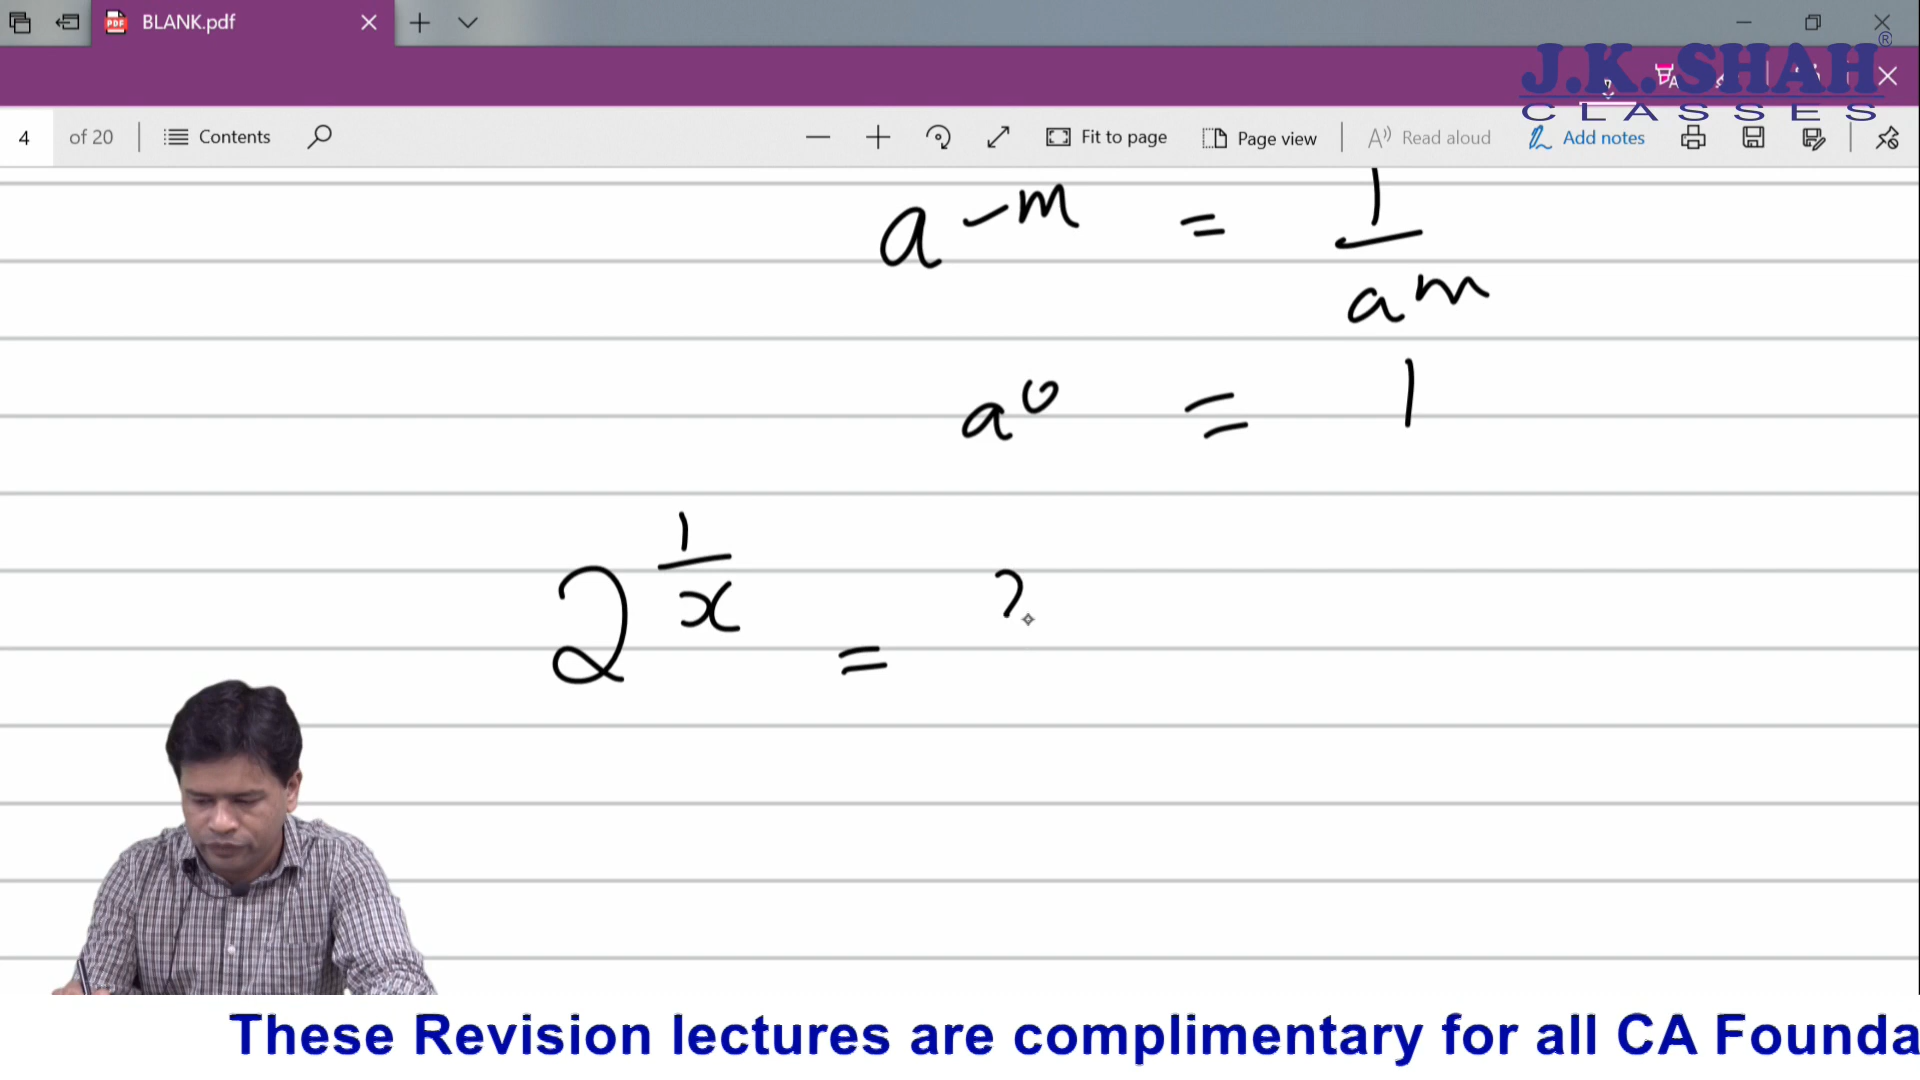 BLANK.pdf
J.K.SHAH®
CLASSES
4 of 20 Contents Fit to page Page view Read aloud Add notes
a^-m = 1/a^m
a^0 = 1
2^1/x = 2
These Revision lectures are complimentary for all CA Founda